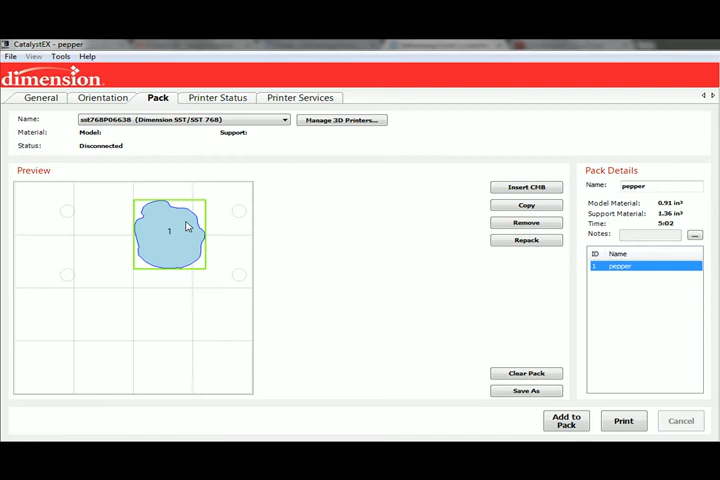 CatalystEX - pepper
File View Tools Help
dimension
General Orientation Pack Printer Status Printer Services
Name: sst768P06638 (Dimension SST/SST 768) Manage 3D Printers...
Material: Model: Support:
Status: Disconnected
Preview
1
Insert CMB
Copy
Remove
Repack
Clear Pack
Save As
Pack Details
Name: pepper
Model Material: 0.91 in³
Support Material: 1.36 in³
Time: 5:02
Notes: ...
ID Name
1 pepper
Add to
Pack
Print
Cancel